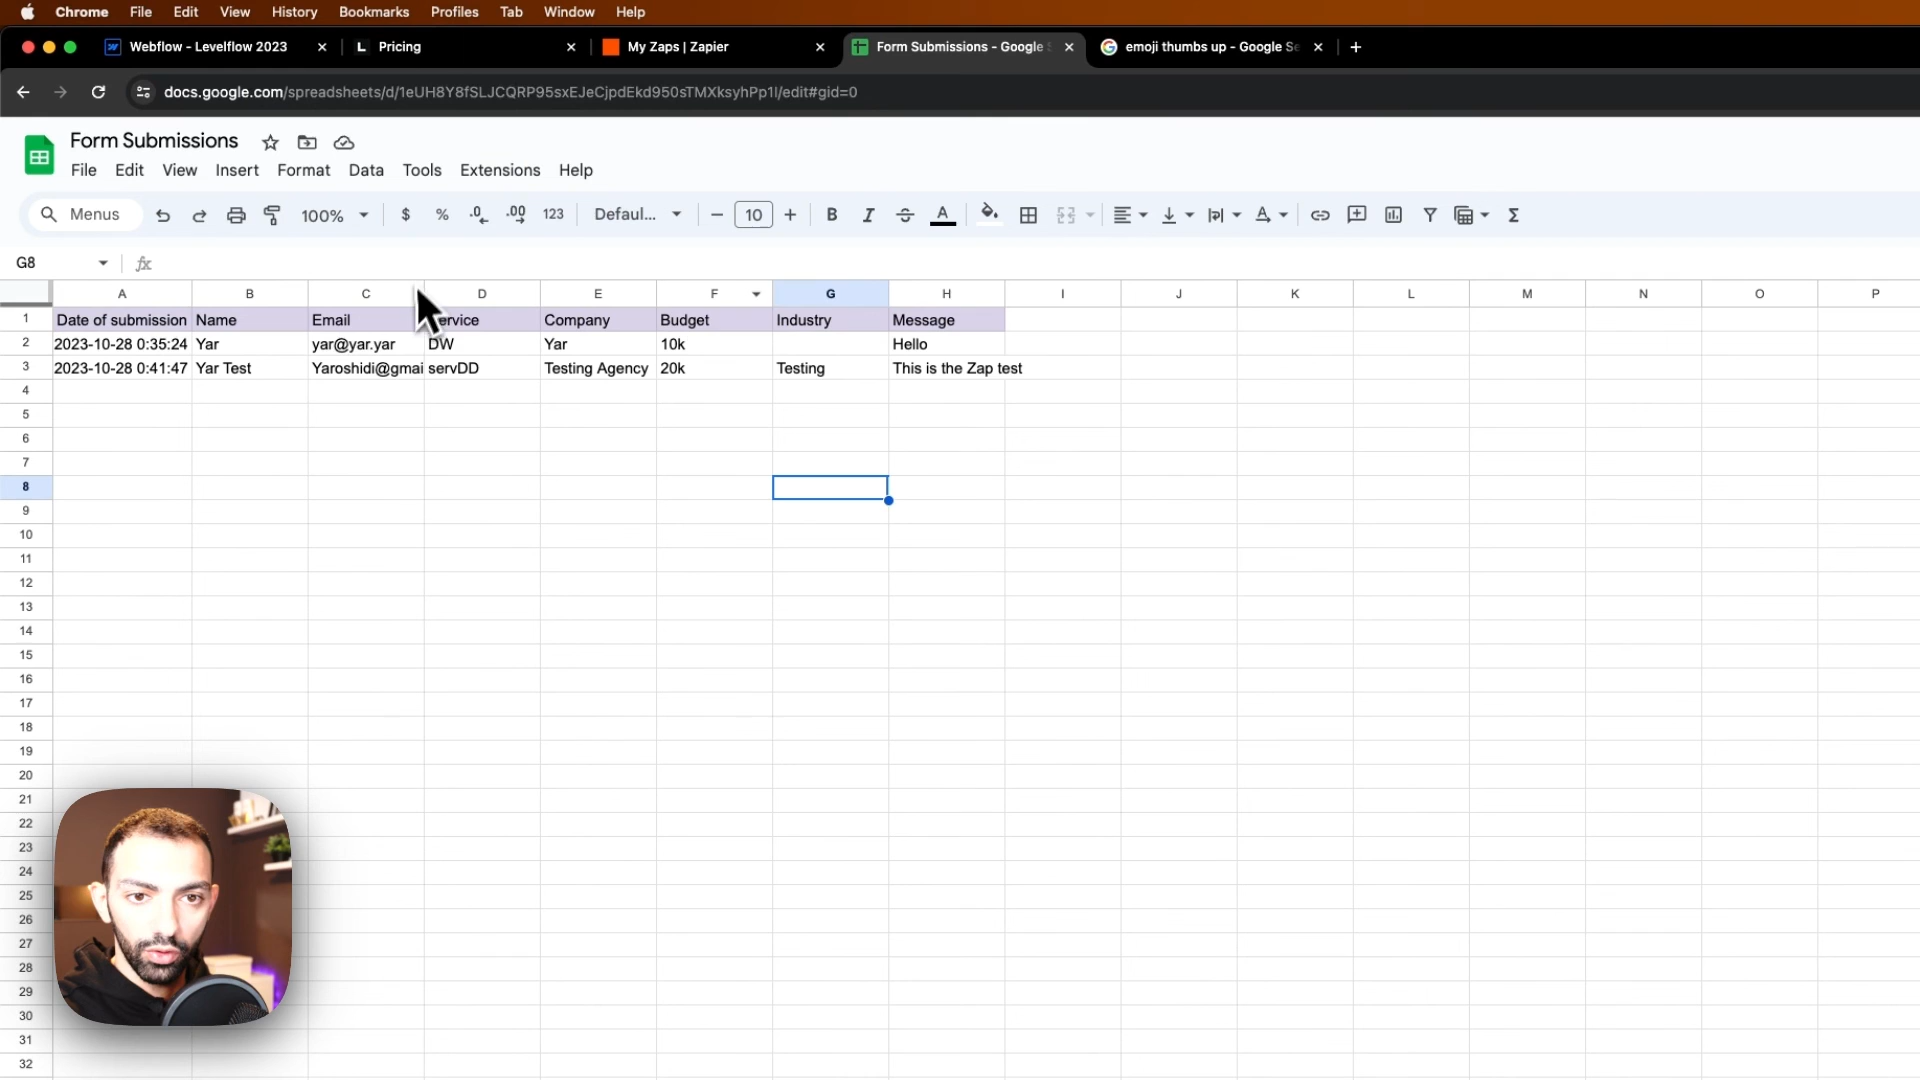 Chrome File Edit View History Bookmarks Profiles Tab Window Help
Webflow - Levelflow 2023 L Pricing My Zaps | Zapier Form Submissions - Google S emoji thumbs up - Google Se
docs.google.com/spreadsheets/d/1eUH8Y8fSLJCQRP95sxEJeCjpdEkd950sTMXksyhPp1I/edit#gid=0
Form Submissions
File Edit View Insert Format Data Tools Extensions Help
Menus 100% $ % .0 .00 123 Defaul... 10 B I S A Σ
G8 fx
A B C D E F G H I J K L M N O P
1 Date of submission Name Email ervice Company Budget Industry Message
2 2023-10-28 0:35:24 Yar yar@yar.yar DW Yar 10k Hello
3 2023-10-28 0:41:47 Yar Test Yaroshidi@gmai servDD Testing Agency 20k Testing This is the Zap test
4
5
6
7
8
9
10
11
12
13
14
15
16
17
18
19
20
21
22
23
24
25
26
27
28
29
30
31
32